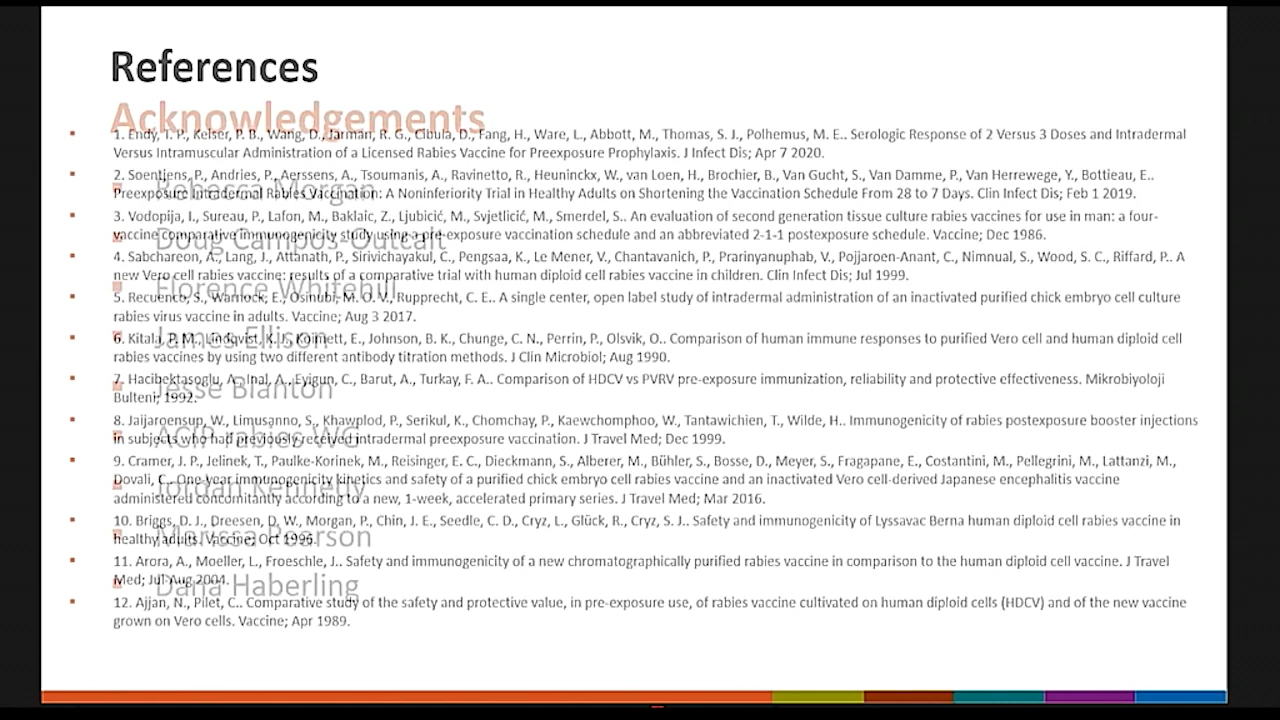 References
Acknowledgements
1. Endy, T. P., Keiser, P. B., Wang, D., Jarman, R. G., Cibula, D., Fang, H., Ware, L., Abbott, M., Thomas, S. J., Polhemus, M. E.. Serologic Response of 2 Versus 3 Doses and Intradermal
Versus Intramuscular Administration of a Licensed Rabies Vaccine for Preexposure Prophylaxis. J Infect Dis; Apr 7 2020.
2. Soentjens, P., Andries, P., Aerssens, A., Tsoumanis, A., Ravinetto, R., Heuninckx, W., van Loen, H., Brochier, B., Van Gucht, S., Van Damme, P., Van Herrewege, Y., Bottieau, E..
Rebecca Morgan
Preexposure Intradermal Rabies Vaccination: A Noninferiority Trial in Healthy Adults on Shortening the Vaccination Schedule From 28 to 7 Days. Clin Infect Dis; Feb 1 2019.
3. Vodopija, I., Sureau, P., Lafon, M., Baklaic, Z., Ljubicić, M., Svjetlicić, M., Smerdel, S.. An evaluation of second generation tissue culture rabies vaccines for use in man: a four-
vaccine comparative immunogenicity study using a pre-exposure vaccination schedule and an abbreviated 2-1-1 postexposure schedule. Vaccine; Dec 1986.
Doug Campos-Outcalt
4. Sabchareon, A., Lang, J., Attanath, P., Sirivichayakul, C., Pengsaa, K., Le Mener, V., Chantavanich, P., Prarinyanuphab, V., Pojjaroen-Anant, C., Nimnual, S., Wood, S. C., Riffard, P.. A
new Vero cell rabies vaccine: results of a comparative trial with human diploid cell rabies vaccine in children. Clin Infect Dis; Jul 1999.
Florence Whitehill
5. Recuenco, S., Warnock, E., Osinubi, M. O. V., Rupprecht, C. E.. A single center, open label study of intradermal administration of an inactivated purified chick embryo cell culture
rabies virus vaccine in adults. Vaccine; Aug 3 2017.
6. Kitala, P. M., Lindqvist, K. J., Koimett, E., Johnson, B. K., Chunge, C. N., Perrin, P., Olsvik, O.. Comparison of human immune responses to purified Vero cell and human diploid cell
James Ellison
rabies vaccines by using two different antibody titration methods. J Clin Microbiol; Aug 1990.
7. Hacibektasoglu, A., Inal, A., Eyigun, C., Barut, A., Turkay, F. A.. Comparison of HDCV vs PVRV pre-exposure immunization, reliability and protective effectiveness. Mikrobiyoloji
Jesse Blanton
Bulteni; 1992.
8. Jaijaroensup, W., Limusanno, S., Khawplod, P., Serikul, K., Chomchay, P., Kaewchomphoo, W., Tantawichien, T., Wilde, H.. Immunogenicity of rabies postexposure booster injections
in subjects who had previously received intradermal preexposure vaccination. J Travel Med; Dec 1999.
ACIP rabies WG
9. Cramer, J. P., Jelinek, T., Paulke-Korinek, M., Reisinger, E. C., Dieckmann, S., Alberer, M., Bühler, S., Bosse, D., Meyer, S., Fragapane, E., Costantini, M., Pellegrini, M., Lattanzi, M.,
Dovali, C.. One-year immunogenicity kinetics and safety of a purified chick embryo cell rabies vaccine and an inactivated Vero cell-derived Japanese encephalitis vaccine
Jordan Kennedy
administered concomitantly according to a new, 1-week, accelerated primary series. J Travel Med; Mar 2016.
10. Briggs, D. J., Dreesen, D. W., Morgan, P., Chin, J. E., Seedle, C. D., Cryz, L., Glück, R., Cryz, S. J.. Safety and immunogenicity of Lyssavac Berna human diploid cell rabies vaccine in
healthy adults. Vaccine; Oct 1996.
Marissa Pearson
11. Arora, A., Moeller, L., Froeschle, J.. Safety and immunogenicity of a new chromatographically purified rabies vaccine in comparison to the human diploid cell vaccine. J Travel
Med; Jul-Aug 2004.
Dana Haberling
12. Ajjan, N., Pilet, C.. Comparative study of the safety and protective value, in pre-exposure use, of rabies vaccine cultivated on human diploid cells (HDCV) and of the new vaccine
grown on Vero cells. Vaccine; Apr 1989.